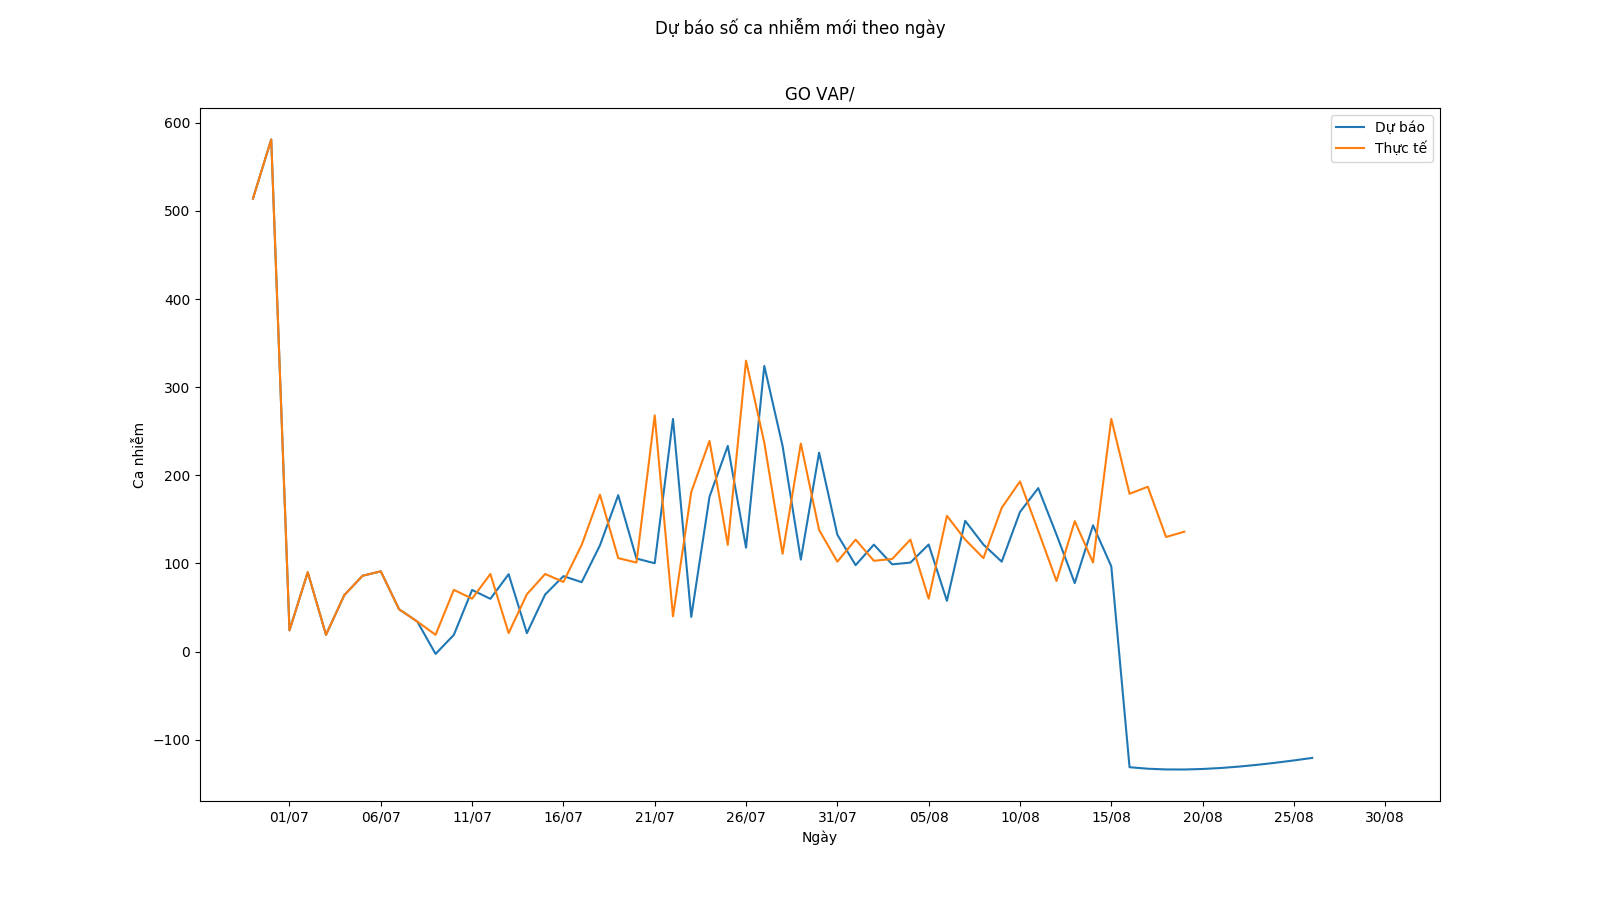 Dự báo số ca nhiễm mới theo ngày
GO VAP/
Dự báo
Thực tế
600
500
400
300
200
100
0
−100
Ca nhiễm
01/07 06/07 11/07 16/07 21/07 26/07 31/07 05/08 10/08 15/08 20/08 25/08 30/08
Ngày